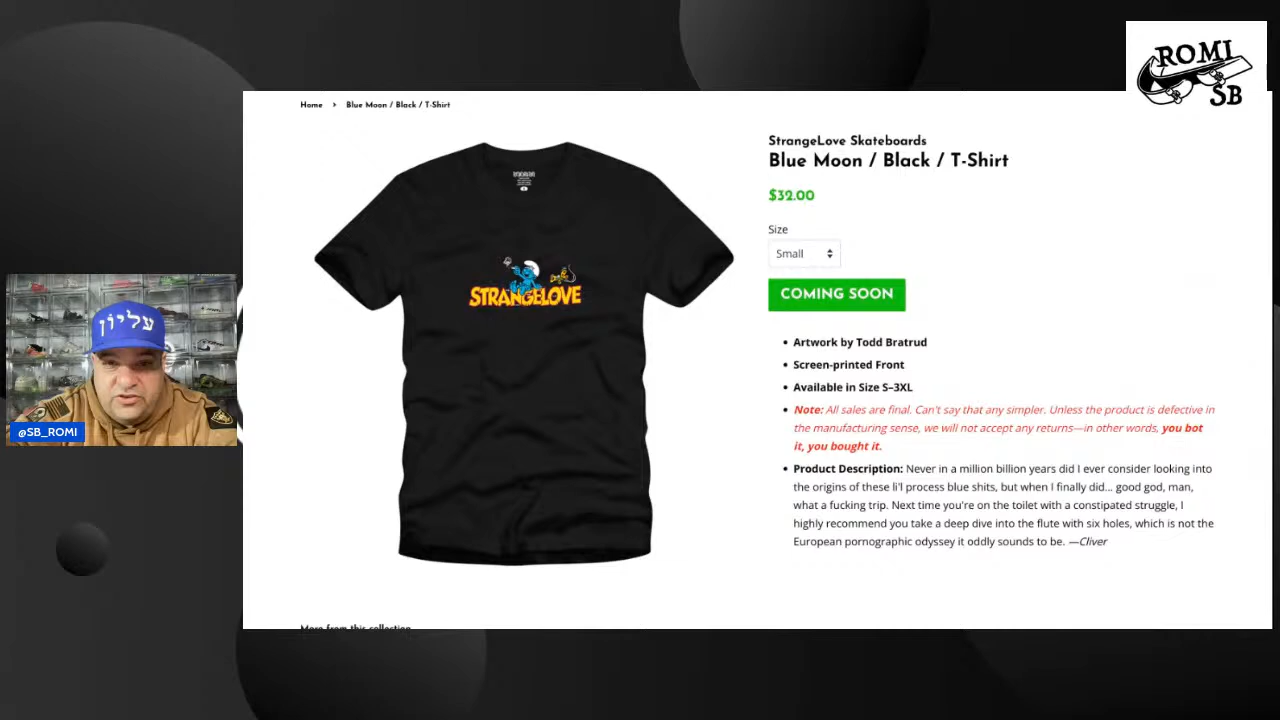 ROMI
SB
Home › Blue Moon / Black / T-Shirt
StrangeLove Skateboards
Blue Moon / Black / T-Shirt
$32.00
Size
Small
COMING SOON
STRANGELOVE
• Artwork by Todd Bratrud
• Screen-printed Front
• Available in Size S–3XL
• Note: All sales are final. Can't say that any simpler. Unless the product is defective in
the manufacturing sense, we will not accept any returns—in other words, you bot
it, you bought it.
• Product Description: Never in a million billion years did I ever consider looking into
the origins of these li'l process blue shits, but when I finally did... good god, man,
what a fucking trip. Next time you're on the toilet with a constipated struggle, I
highly recommend you take a deep dive into the flute with six holes, which is not the
European pornographic odyssey it oddly sounds to be. —Cliver
עליון
@SB_ROMI
More from this collection